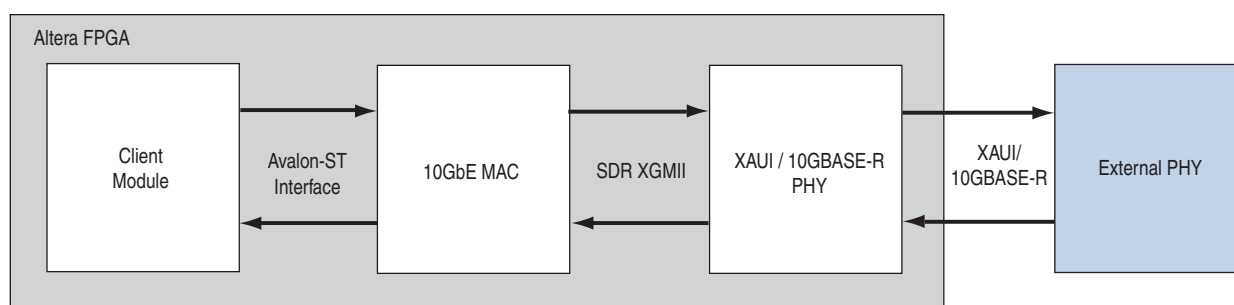 Altera FPGA
Client
Module
Avalon-ST
Interface
10GbE MAC
SDR XGMII
XAUI / 10GBASE-R
PHY
XAUI/
10GBASE-R
External PHY